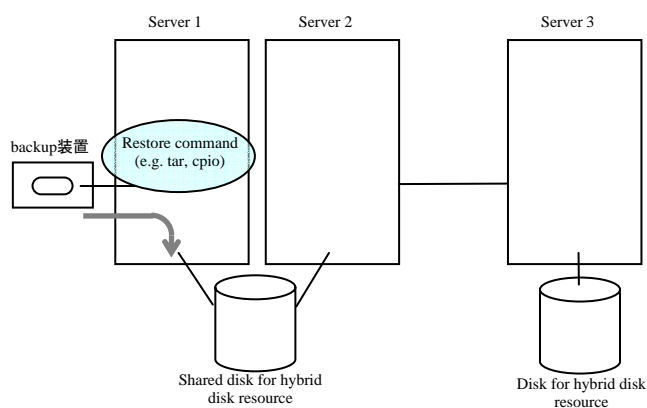 Server 1
Server 2
Server 3
backup装置
Restore command
(e.g. tar, cpio)
Shared disk for hybrid
disk resource
Disk for hybrid disk
resource